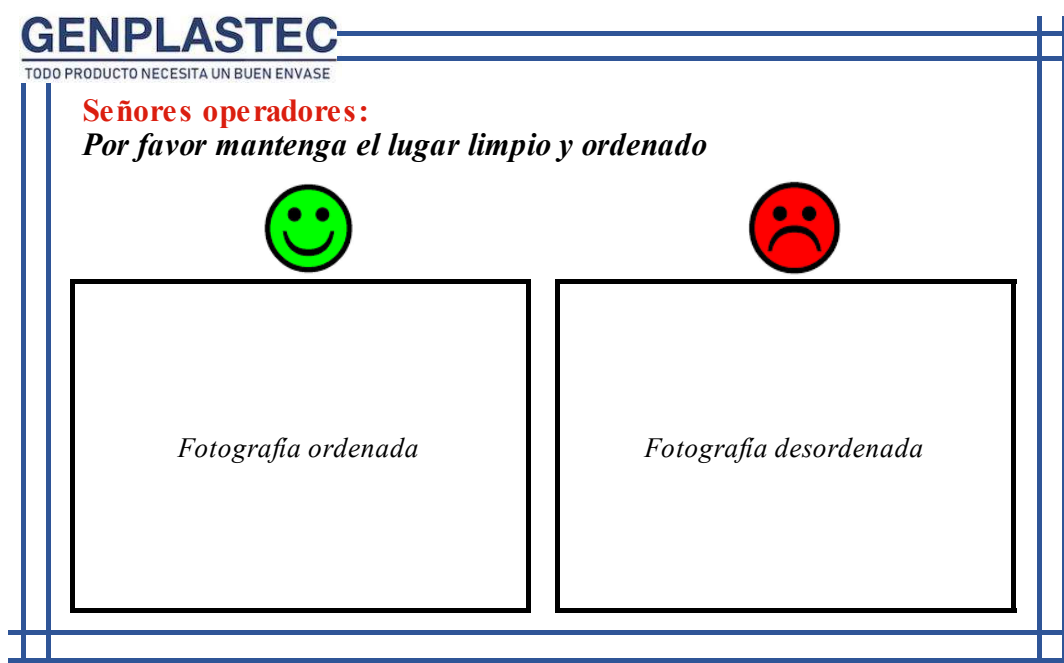 GENPLASTEC
TODO PRODUCTO NECESITA UN BUEN ENVASE
Señores operadores:
Por favor mantenga el lugar limpio y ordenado
Fotografía ordenada
Fotografía desordenada